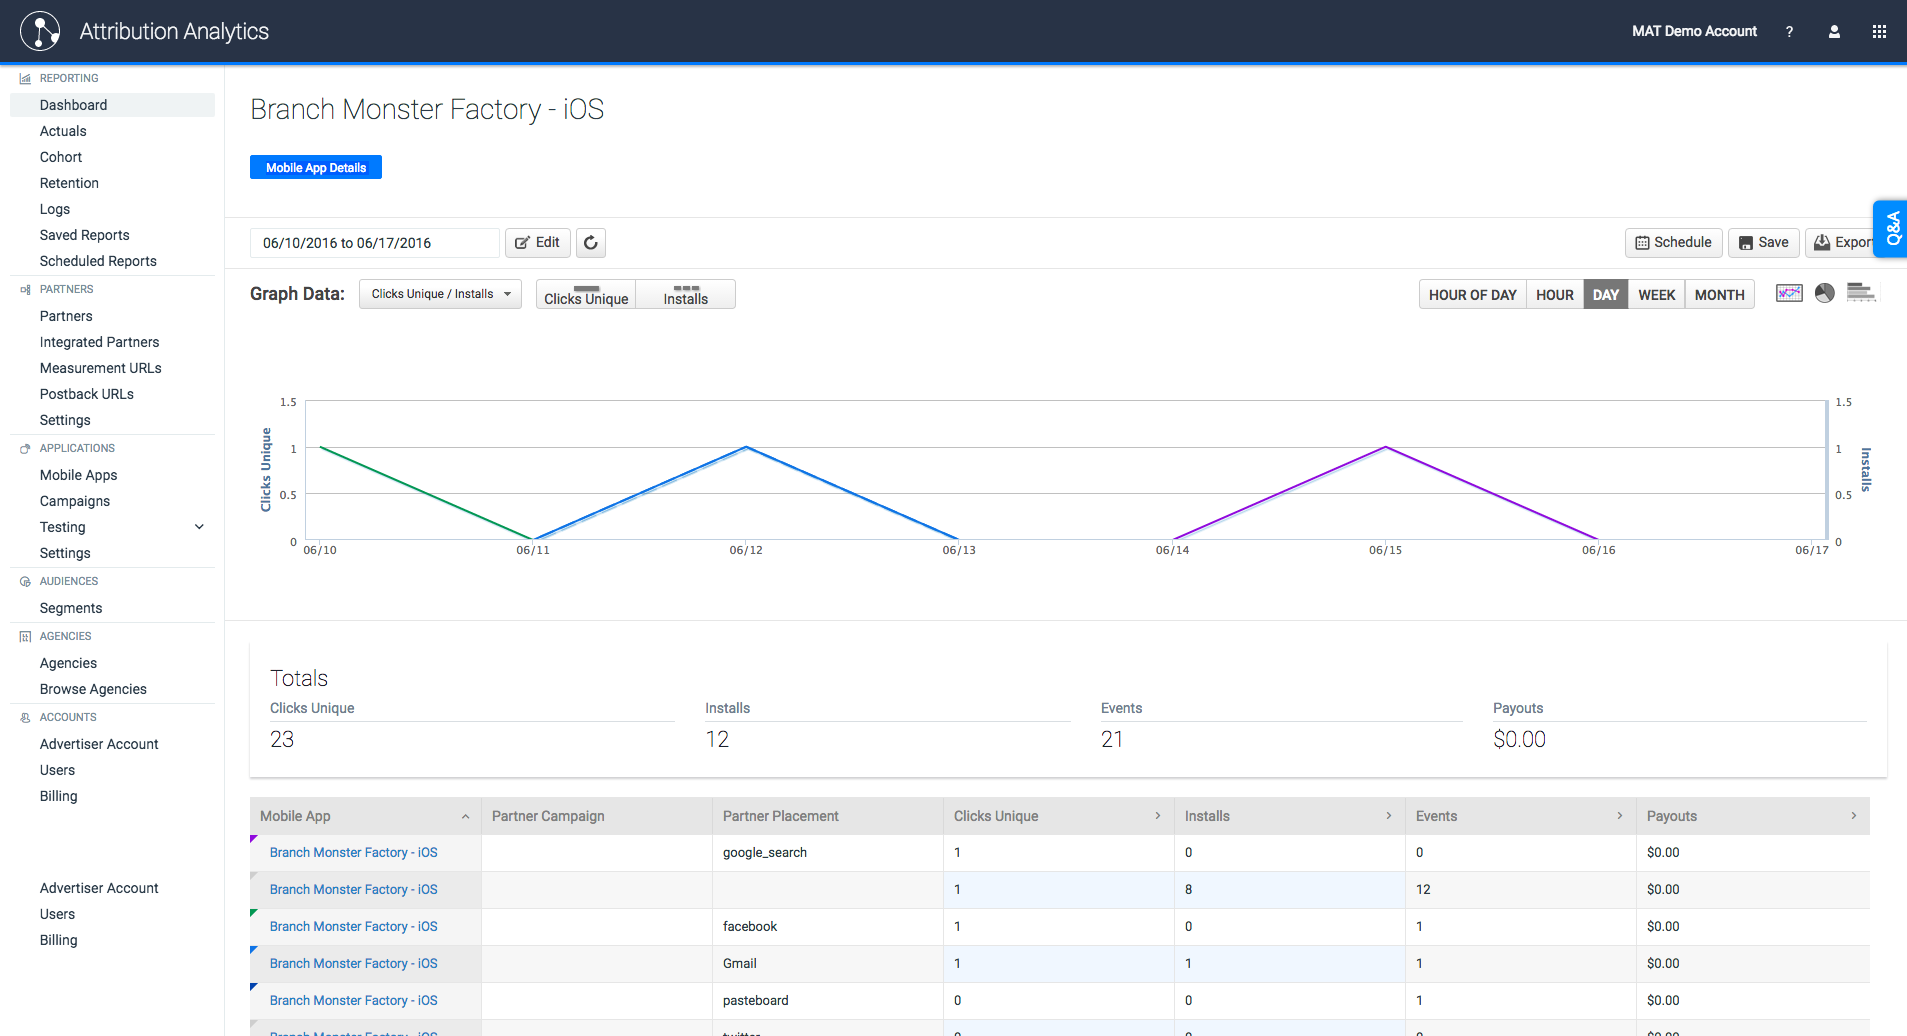 Attribution Analytics
MAT Demo Account ?
REPORTING
Dashboard
Actuals
Cohort
Retention
Logs
Saved Reports
Scheduled Reports
PARTNERS
Partners
Integrated Partners
Measurement URLs
Postback URLs
Settings
APPLICATIONS
Mobile Apps
Campaigns
Testing
Settings
AUDIENCES
Segments
AGENCIES
Agencies
Browse Agencies
ACCOUNTS
Advertiser Account
Users
Billing
Advertiser Account
Users
Billing
Branch Monster Factory - iOS
Mobile App Details
06/10/2016 to 06/17/2016 Edit Schedule Save Export
Q&A
Graph Data: Clicks Unique / Installs Clicks Unique Installs HOUR OF DAY HOUR DAY WEEK MONTH
Clicks Unique
1.5
1
0.5
0
06/10 06/11 06/12 06/13 06/14 06/15 06/16 06/17
1.5
1
0.5
0
Installs
Totals
Clicks Unique Installs Events Payouts
23 12 21 $0.00
Mobile App Partner Campaign Partner Placement Clicks Unique Installs Events Payouts
Branch Monster Factory - iOS google_search 1 0 0 $0.00
Branch Monster Factory - iOS 1 8 12 $0.00
Branch Monster Factory - iOS facebook 1 0 1 $0.00
Branch Monster Factory - iOS Gmail 1 1 1 $0.00
Branch Monster Factory - iOS pasteboard 0 0 1 $0.00
Branch Monster Factory - iOS twitter $0.00